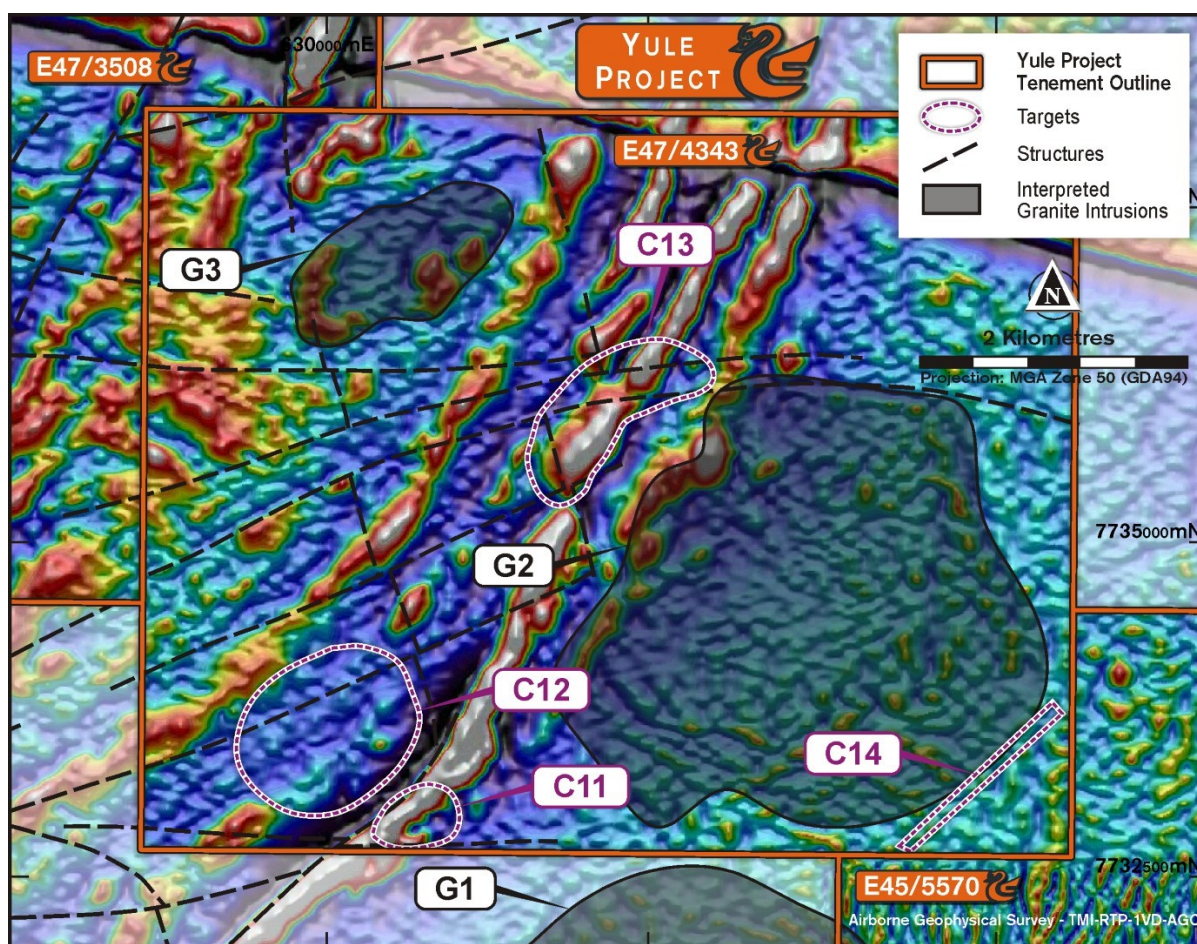 630000mE
E47/3508
YULE
PROJECT
Yule Project
Tenement Outline
Targets
Structures
Interpreted
Granite Intrusions
E47/4343
C13
G3
N
2 Kilometres
Projection: MGA Zone 50 (GDA94)
7735000mN
G2
C12
C14
C11
7732500mN
G1
E45/5570
Airborne Geophysical Survey - TMI-RTP-1VD-AGC